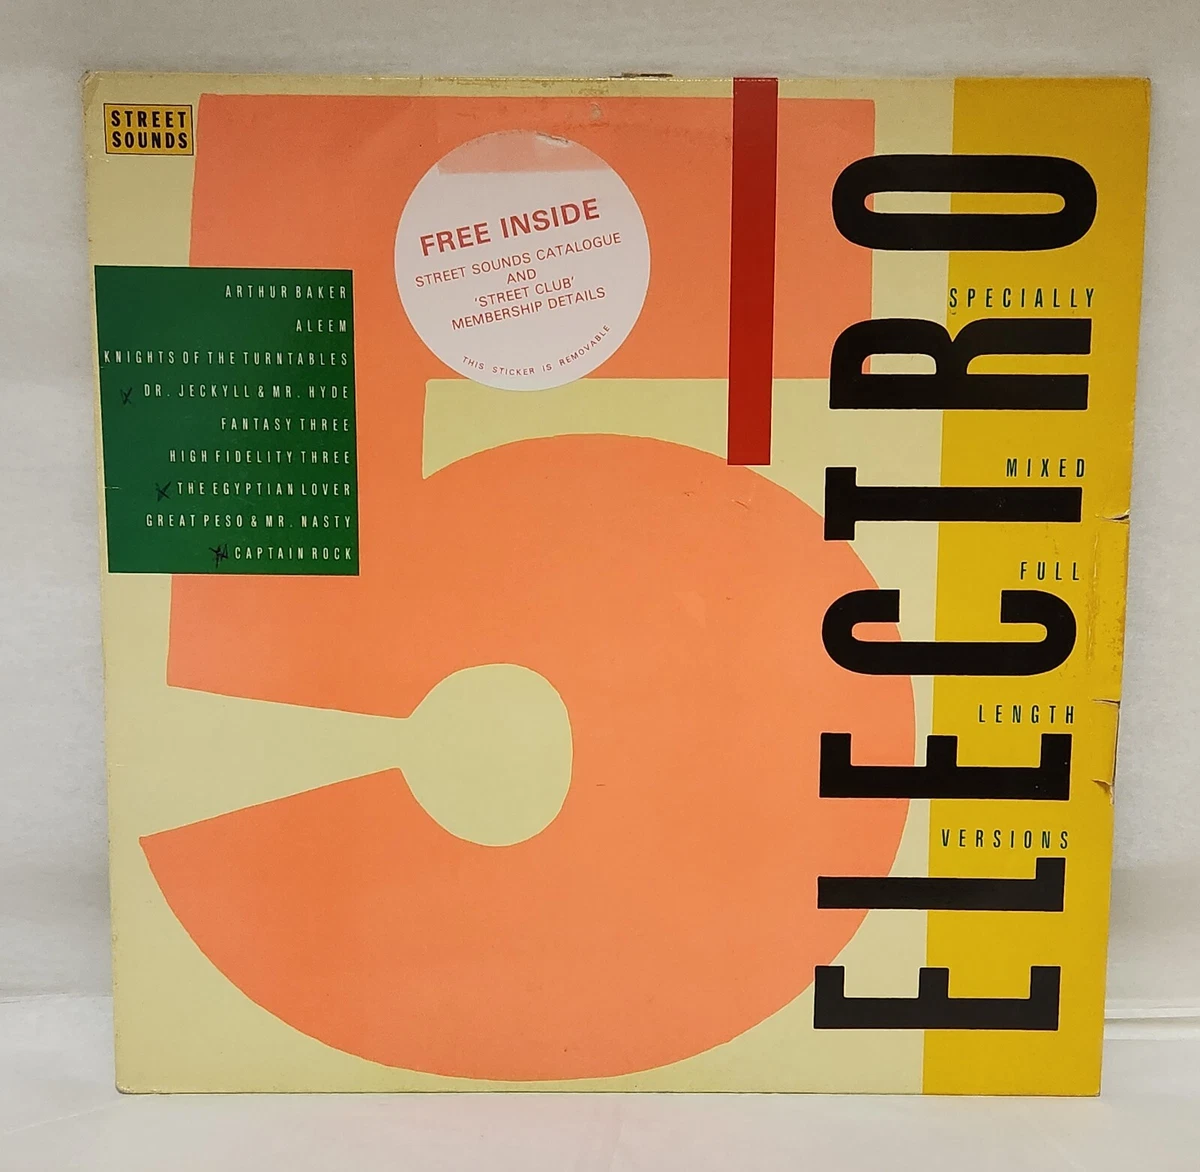 STREET
SOUNDS
FREE INSIDE
STREET SOUNDS CATALOGUE
AND
'STREET CLUB'
MEMBERSHIP DETAILS
THIS STICKER IS REMOVABLE
ARTHUR BAKER
ALEEM
KNIGHTS OF THE TURNTABLES
DR. JECKYLL & MR. HYDE
FANTASY THREE
HIGH FIDELITY THREE
THE EGYPTIAN LOVER
GREAT PESO & MR. NASTY
CAPTAIN ROCK
5
ELECTRO
SPECIALLY
MIXED
FULL
LENGTH
VERSIONS